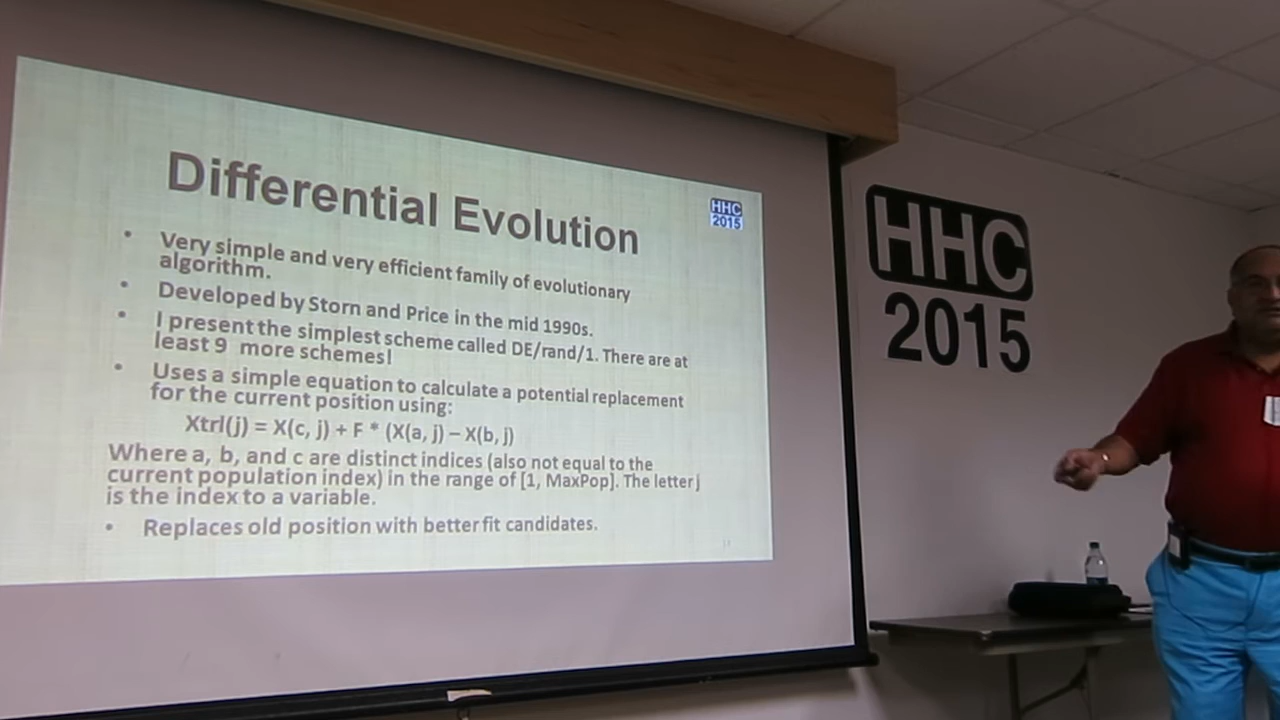 Differential Evolution
HHC
2015
• Very simple and very efficient family of evolutionary
algorithm.
• Developed by Storn and Price in the mid 1990s.
• I present the simplest scheme called DE/rand/1. There are at
least 9 more schemes!
• Uses a simple equation to calculate a potential replacement
for the current position using:
Xtrl(j) = X(c, j) + F * (X(a, j) – X(b, j)
Where a, b, and c are distinct indices (also not equal to the
current population index) in the range of [1, MaxPop]. The letter j
is the index to a variable.
• Replaces old position with better fit candidates.
HHC
2015